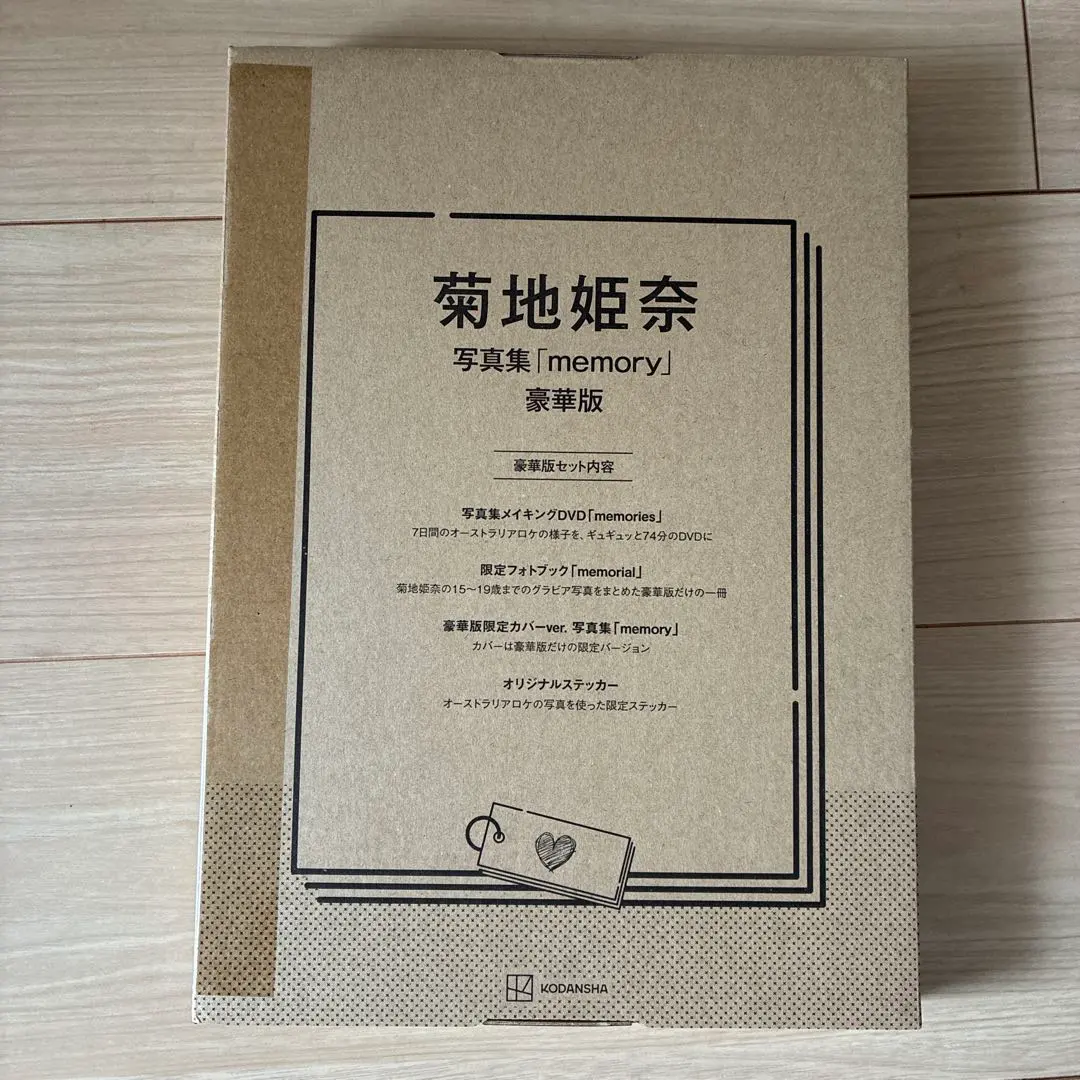 菊地姫奈
写真集「memory」
豪華版
豪華版セット内容
写真集メイキングDVD「memories」
7日間のオーストラリアロケの様子を、ギュギュッと74分のDVDに
限定フォトブック「memorial」
菊地姫奈の15〜19歳までのグラビア写真をまとめた豪華版だけの一冊
豪華版限定カバーver. 写真集「memory」
カバーは豪華版だけの限定バージョン
オリジナルステッカー
オーストラリアロケの写真を使った限定ステッカー
KODANSHA